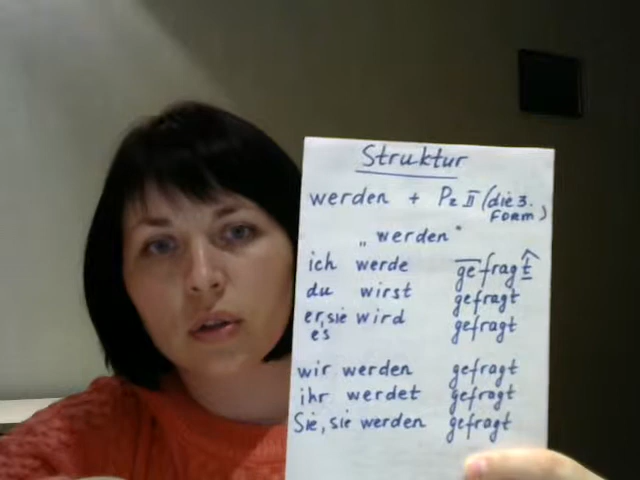 Struktur
werden + Pz II (die 3.
Form)
„werden"
ich werde gefragt
du wirst gefragt
er, sie wird gefragt
es
wir werden gefragt
ihr werdet gefragt
Sie, sie werden gefragt